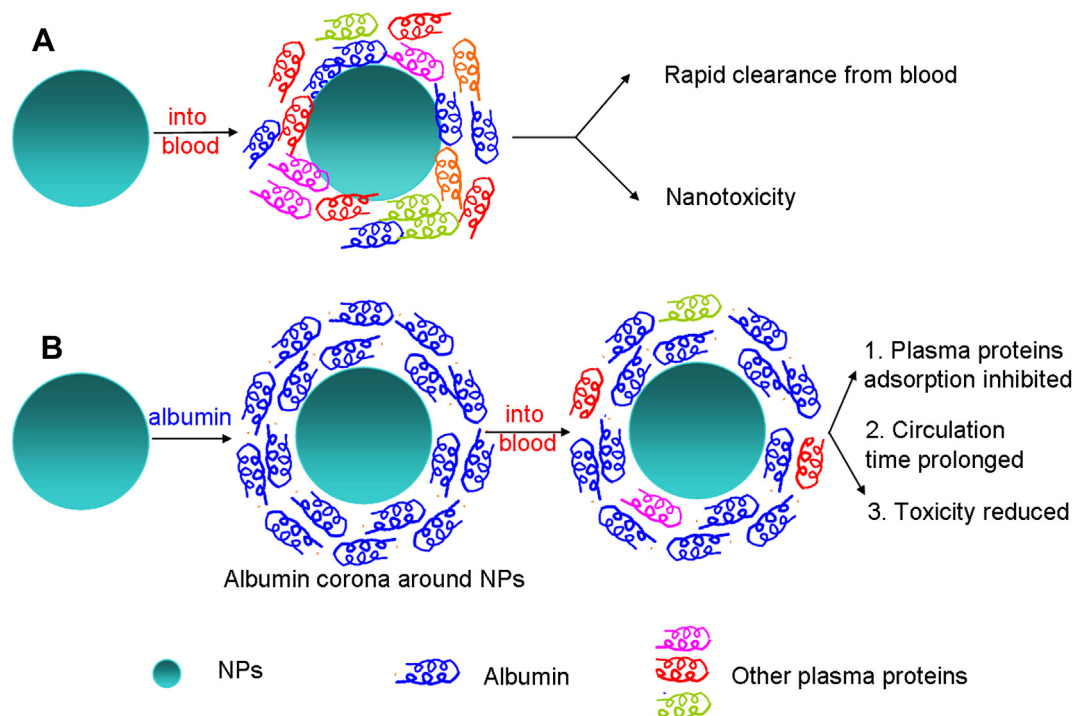 A
into
blood
Rapid clearance from blood
Nanotoxicity
B
albumin
into
blood
1. Plasma proteins
adsorption inhibited
2. Circulation
time prolonged
3. Toxicity reduced
Albumin corona around NPs
NPs
Albumin
Other plasma proteins